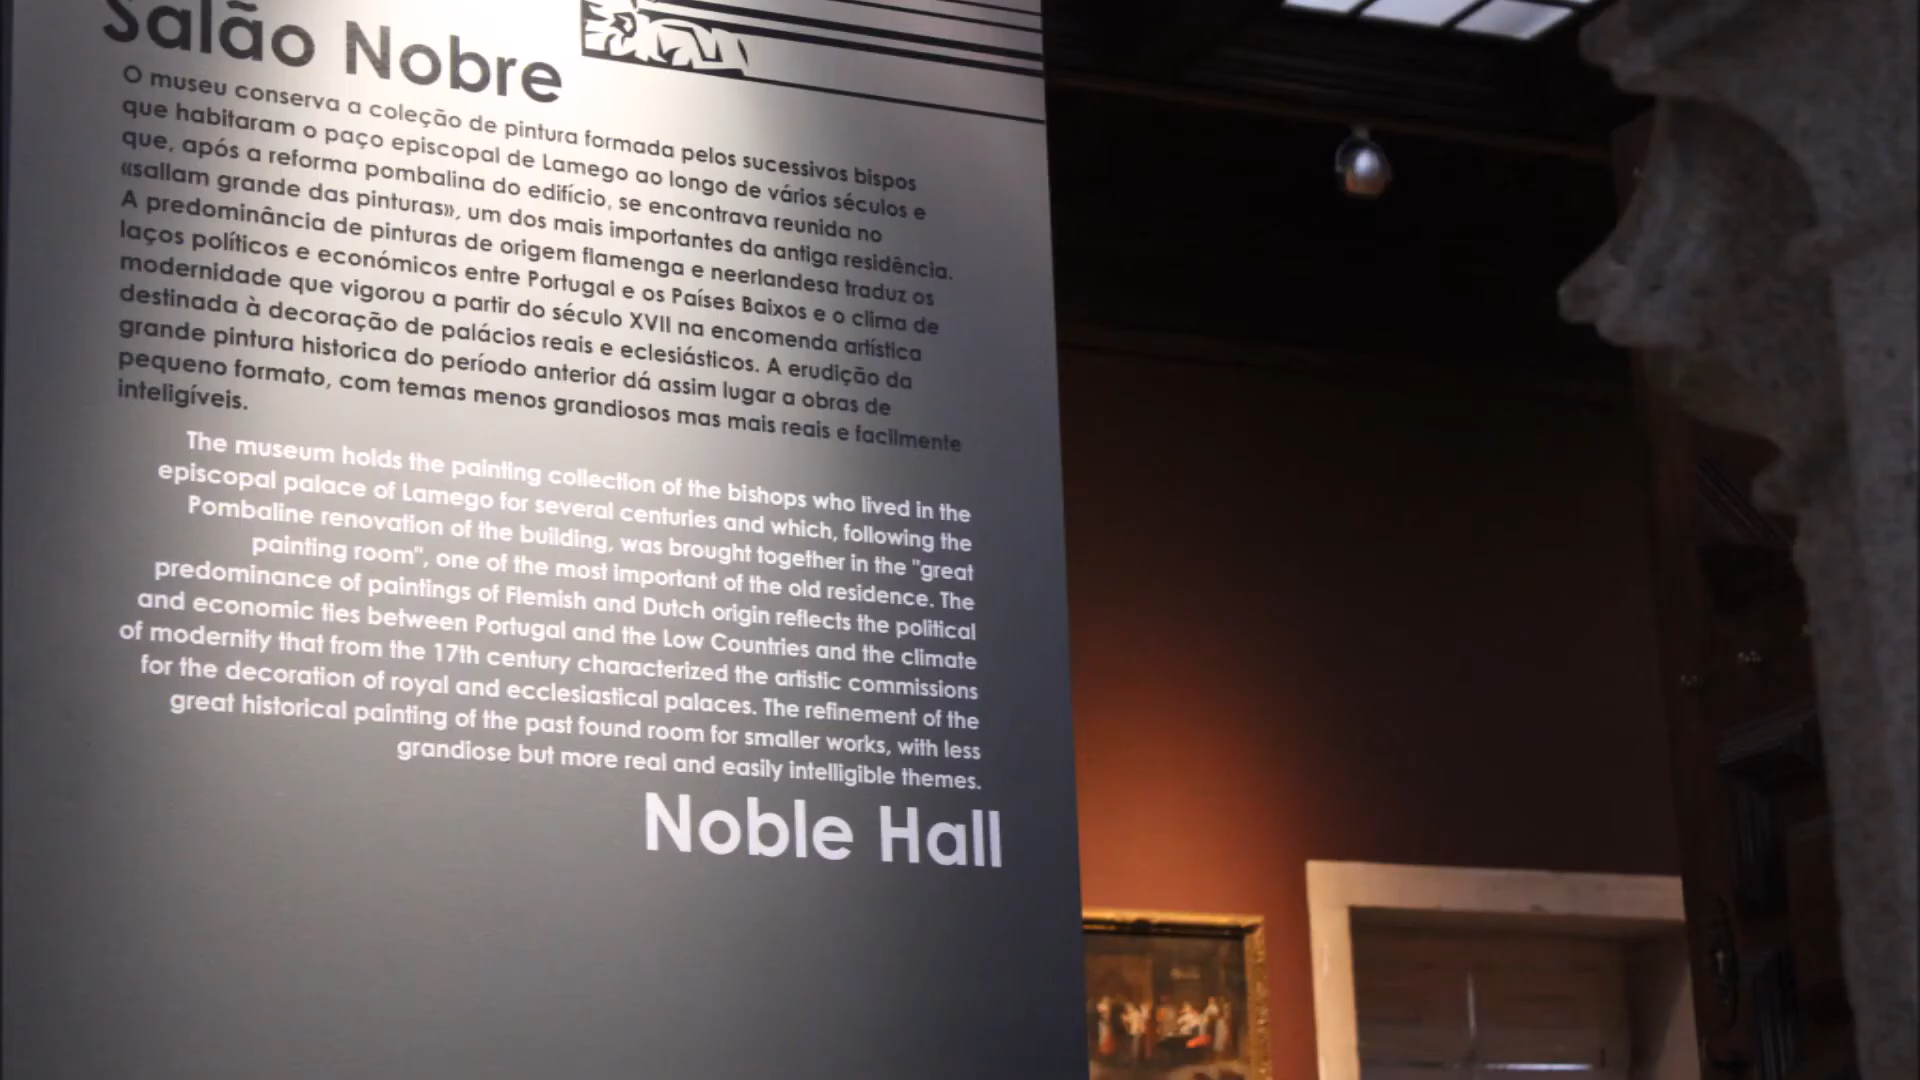 Salão Nobre
O museu conserva a coleção de pintura formada pelos sucessivos bispos
que habitaram o paço episcopal de Lamego ao longo de vários séculos e
que, após a reforma pombalina do edifício, se encontrava reunida no
«sallam grande das pinturas», um dos mais importantes da antiga residência.
A predominância de pinturas de origem flamenga e neerlandesa traduz os
laços políticos e económicos entre Portugal e os Países Baixos e o clima de
modernidade que vigorou a partir do século XVII na encomenda artística
destinada à decoração de palácios reais e eclesiásticos. A erudição da
grande pintura historica do período anterior dá assim lugar a obras de
pequeno formato, com temas menos grandiosos mas mais reais e facilmente
inteligíveis.
The museum holds the painting collection of the bishops who lived in the
episcopal palace of Lamego for several centuries and which, following the
Pombaline renovation of the building, was brought together in the "great
painting room", one of the most important of the old residence. The
predominance of paintings of Flemish and Dutch origin reflects the political
and economic ties between Portugal and the Low Countries and the climate
of modernity that from the 17th century characterized the artistic commissions
for the decoration of royal and ecclesiastical palaces. The refinement of the
great historical painting of the past found room for smaller works, with less
grandiose but more real and easily intelligible themes.
Noble Hall